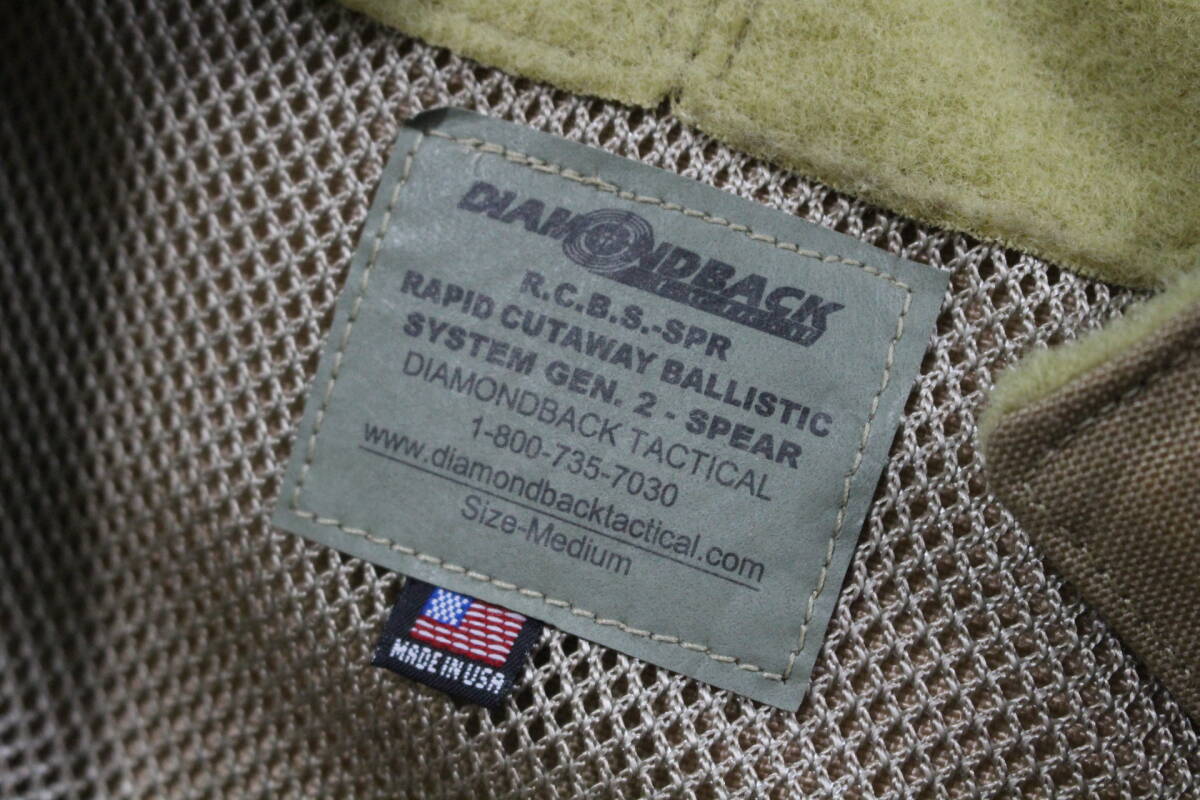 DIAMONDBACK
TACTICAL
R.C.B.S.-SPR
RAPID CUTAWAY BALLISTIC
SYSTEM GEN. 2 - SPEAR
DIAMONDBACK TACTICAL
1-800-735-7030
www.diamondbacktactical.com
Size-Medium
MADE IN USA